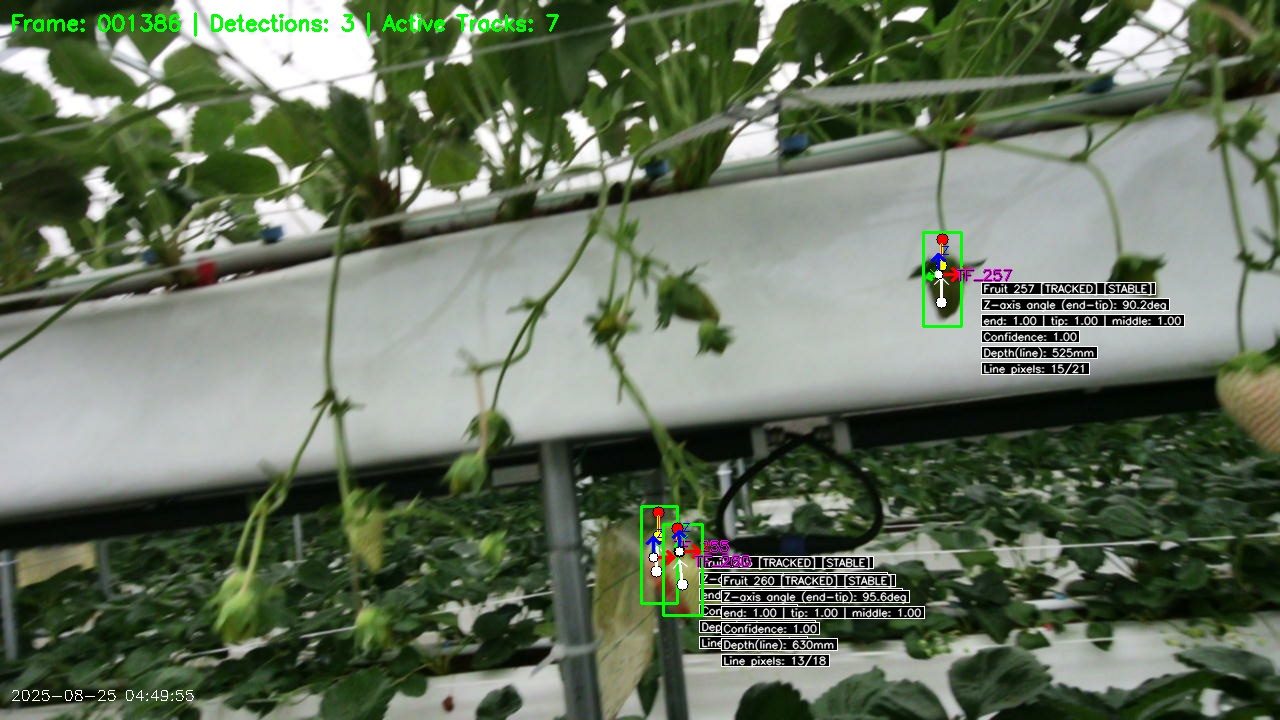 Frame: 001386 | Detections: 3 | Active Tracks: 7
TF_257
Fruit 257 [TRACKED] [STABLE]
Z-axis angle (end-tip): 90.2deg
end: 1.00 | tip: 1.00 | middle: 1.00
Confidence: 1.00
Depth(line): 525mm
Line pixels: 15/21
[TRACKED] [STABLE]
Fruit 260 [TRACKED] [STABLE]
Z-axis angle (end-tip): 95.6deg
end: 1.00 | tip: 1.00 | middle: 1.00
Confidence: 1.00
Depth(line): 630mm
Line pixels: 13/18
2025-08-25 04:49:55